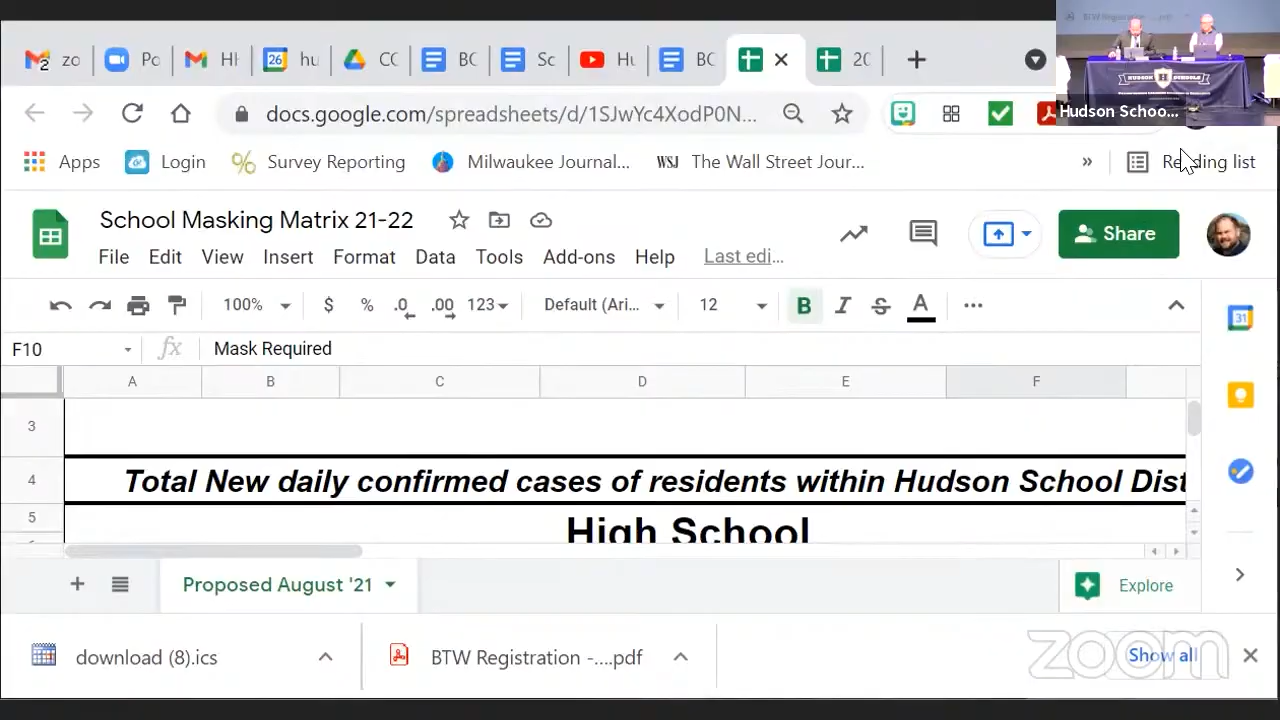 zo
Po
HI
26
hu
CC
BC
Sc
Hu
BC
20
docs.google.com/spreadsheets/d/1SJwYc4XodP0N...
Hudson Schoo...
Apps
Login
Survey Reporting
Milwaukee Journal...
WSJ The Wall Street Jour...
»
Reading list
School Masking Matrix 21-22
File Edit View Insert Format Data Tools Add-ons Help Last edi...
Share
100% $ % .0 .00 123 Default (Ari... 12 B I S A ...
F10 fx Mask Required
A B C D E F
3
4 Total New daily confirmed cases of residents within Hudson School Dist
5 High School
+ Proposed August '21
Explore
31
download (8).ics
BTW Registration -....pdf
Show all
zoom